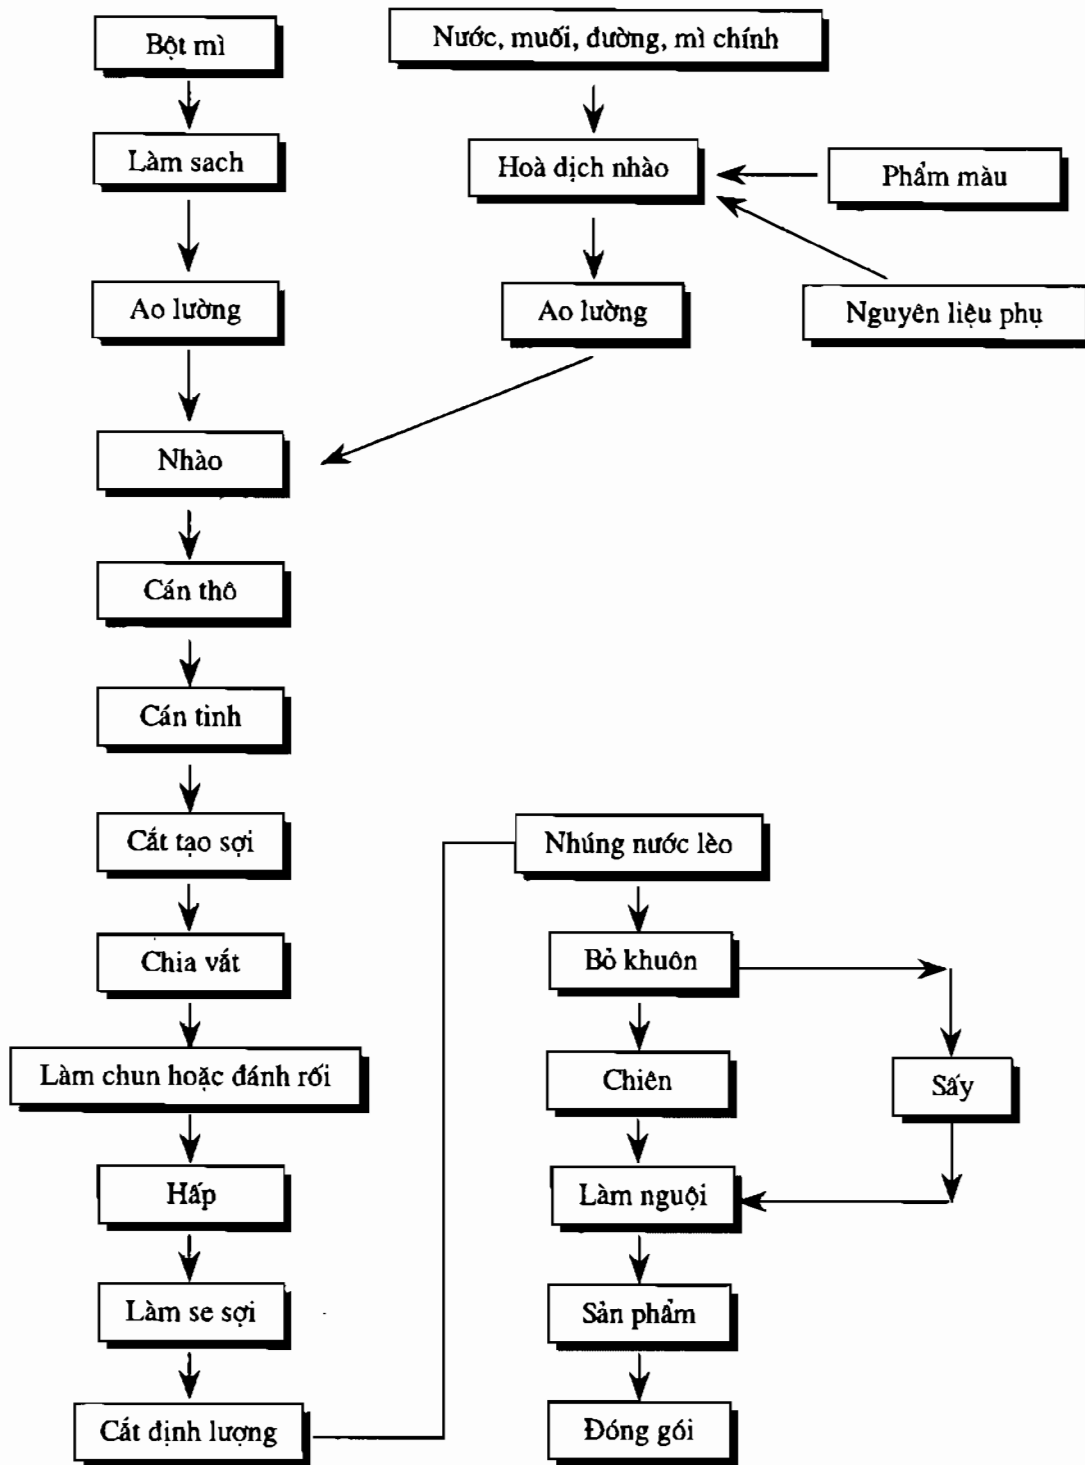 Bột mì
Nước, muối, đường, mì chính
Làm sach
Hoà dịch nhào
Phẩm màu
Ao lường
Ao lường
Nguyên liệu phụ
Nhào
Cán thô
Cán tinh
Cắt tạo sợi
Chia vắt
Làm chun hoặc đánh rối
Hấp
Làm se sợi
Cắt định lượng
Nhúng nước lèo
Bỏ khuôn
Chiên
Sấy
Làm nguội
Sản phẩm
Đóng gói